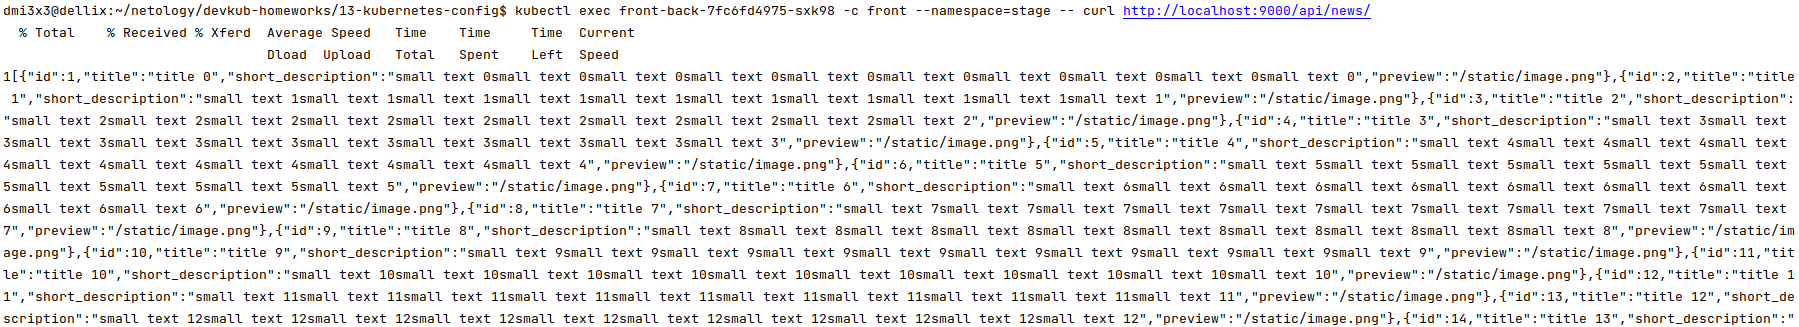 dmi3x3@dellix:~/netology/devkub-homeworks/13-kubernetes-config$ kubectl exec front-back-7fc6fd4975-sxk98 -c front --namespace=stage -- curl http://localhost:9000/api/news/
  % Total    % Received % Xferd  Average Speed   Time    Time     Time  Current
                                 Dload  Upload   Total   Spent    Left  Speed
1[{"id":1,"title":"title 0","short_description":"small text 0small text 0small text 0small text 0small text 0small text 0small text 0small text 0small text 0small text 0","preview":"/static/image.png"},{"id":2,"title":"title
 1","short_description":"small text 1small text 1small text 1small text 1small text 1small text 1small text 1small text 1small text 1small text 1","preview":"/static/image.png"},{"id":3,"title":"title 2","short_description":
"small text 2small text 2small text 2small text 2small text 2small text 2small text 2small text 2small text 2small text 2","preview":"/static/image.png"},{"id":4,"title":"title 3","short_description":"small text 3small text
3small text 3small text 3small text 3small text 3small text 3small text 3small text 3small text 3","preview":"/static/image.png"},{"id":5,"title":"title 4","short_description":"small text 4small text 4small text 4small text
4small text 4small text 4small text 4small text 4small text 4small text 4","preview":"/static/image.png"},{"id":6,"title":"title 5","short_description":"small text 5small text 5small text 5small text 5small text 5small text
5small text 5small text 5small text 5small text 5","preview":"/static/image.png"},{"id":7,"title":"title 6","short_description":"small text 6small text 6small text 6small text 6small text 6small text 6small text 6small text
6small text 6small text 6","preview":"/static/image.png"},{"id":8,"title":"title 7","short_description":"small text 7small text 7small text 7small text 7small text 7small text 7small text 7small text 7small text 7small text
7","preview":"/static/image.png"},{"id":9,"title":"title 8","short_description":"small text 8small text 8small text 8small text 8small text 8small text 8small text 8small text 8small text 8small text 8","preview":"/static/im
age.png"},{"id":10,"title":"title 9","short_description":"small text 9small text 9small text 9small text 9small text 9small text 9small text 9small text 9small text 9small text 9","preview":"/static/image.png"},{"id":11,"tit
le":"title 10","short_description":"small text 10small text 10small text 10small text 10small text 10small text 10small text 10small text 10small text 10small text 10","preview":"/static/image.png"},{"id":12,"title":"title 1
1","short_description":"small text 11small text 11small text 11small text 11small text 11small text 11small text 11small text 11small text 11small text 11","preview":"/static/image.png"},{"id":13,"title":"title 12","short_de
scription":"small text 12small text 12small text 12small text 12small text 12small text 12small text 12small text 12small text 12small text 12","preview":"/static/image.png"},{"id":14,"title":"title 13","short_description":"